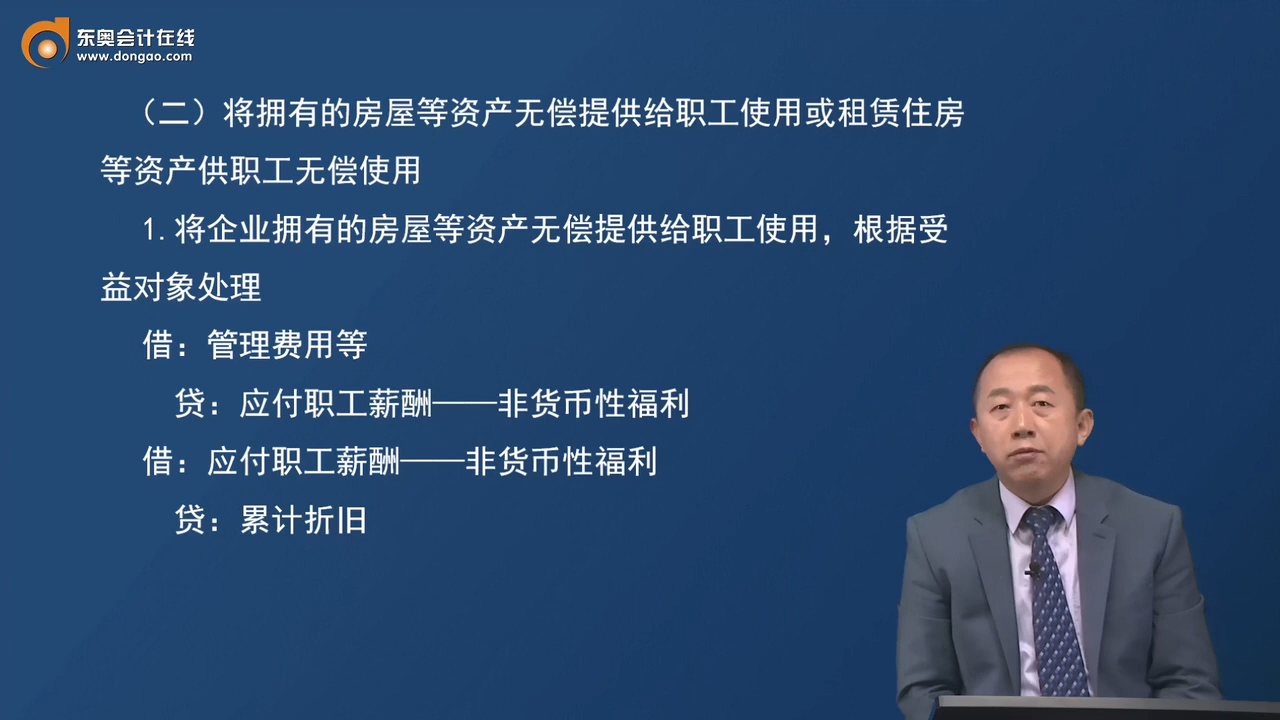 东奥会计在线
www.dongao.com
（二）将拥有的房屋等资产无偿提供给职工使用或租赁住房
等资产供职工无偿使用
1.将企业拥有的房屋等资产无偿提供给职工使用，根据受
益对象处理
借：管理费用等
贷：应付职工薪酬——非货币性福利
借：应付职工薪酬——非货币性福利
贷：累计折旧